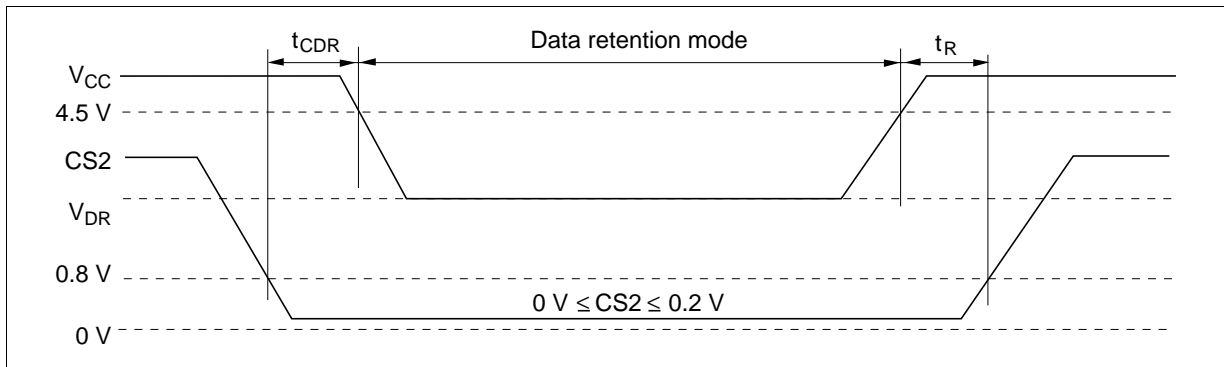 tCDR
Data retention mode
tR
VCC
4.5 V
CS2
VDR
0.8 V
0 V ≤ CS2 ≤ 0.2 V
0 V